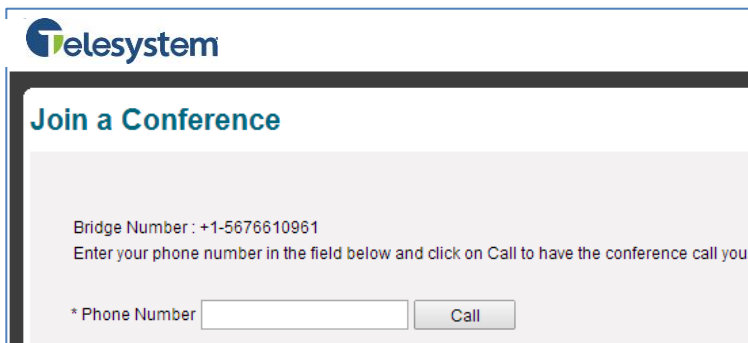 Telesystem
Join a Conference
Bridge Number : +1-5676610961
Enter your phone number in the field below and click on Call to have the conference call you
* Phone Number Call